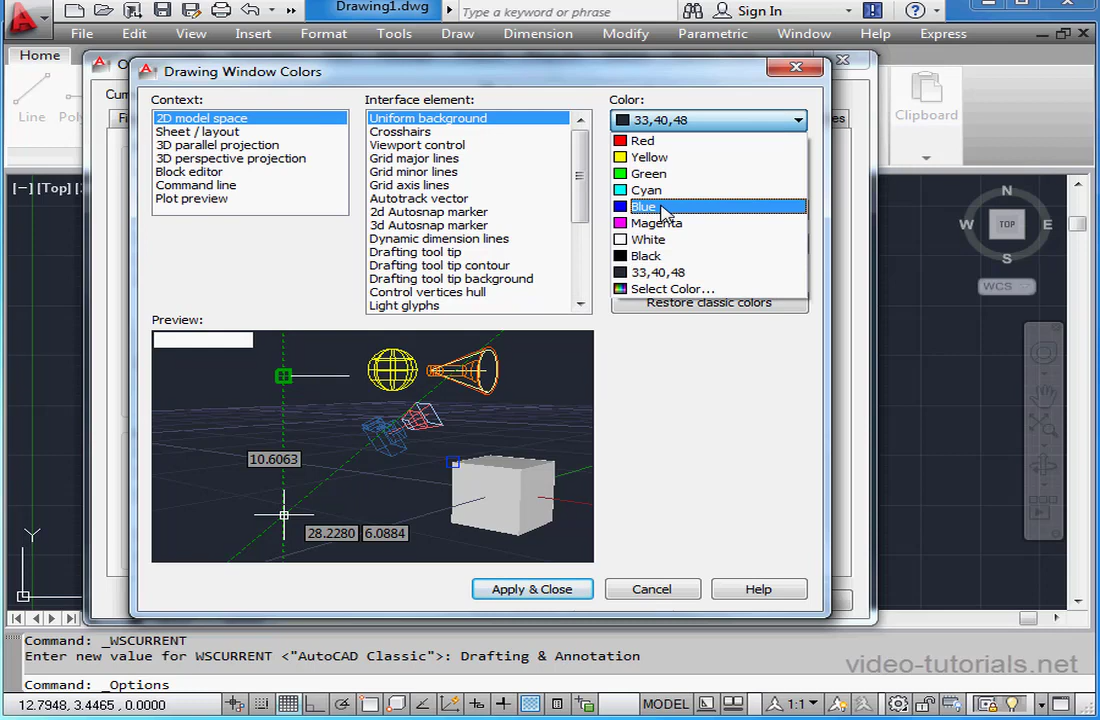 Drawing1.dwg
Type a keyword or phrase
Sign In
File Edit View Insert Format Tools Draw Dimension Modify Parametric Window Help Express
Home
Line
Clipboard
Drawing Window Colors
Context:
2D model space
Sheet / layout
3D parallel projection
3D perspective projection
Block editor
Command line
Plot preview
Interface element:
Uniform background
Crosshairs
Viewport control
Grid major lines
Grid minor lines
Grid axis lines
Autotrack vector
2d Autosnap marker
3d Autosnap marker
Dynamic dimension lines
Drafting tool tip
Drafting tool tip contour
Drafting tool tip background
Control vertices hull
Light glyphs
Color:
33,40,48
Red
Yellow
Green
Cyan
Blue
Magenta
White
Black
33,40,48
Select Color...
Restore classic colors
Preview:
10.6063
28.2280 6.0884
Apply & Close
Cancel
Help
[−] [Top]
N
W TOP E
S
WCS
Y
Command: _WSCURRENT
Enter new value for WSCURRENT <"AutoCAD Classic">: Drafting & Annotation
Command: _Options
video-tutorials.net
12.7948, 3.4465, 0.0000
MODEL
1:1